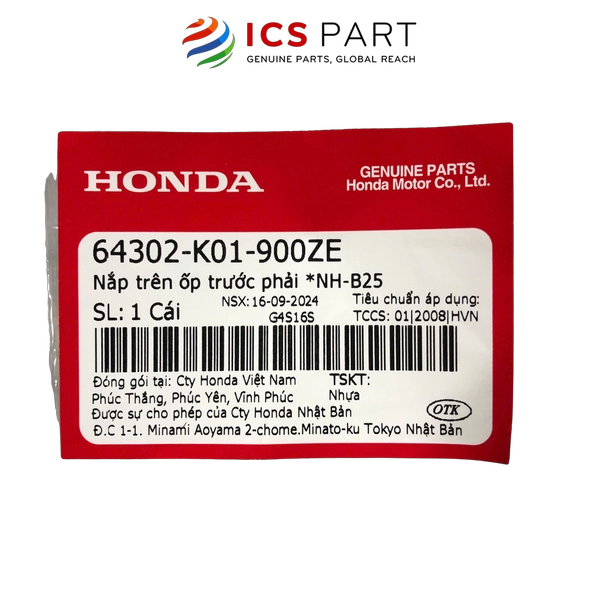 ICS PART
GENUINE PARTS, GLOBAL REACH
HONDA
GENUINE PARTS
Honda Motor Co., Ltd.
64302-K01-900ZE
Nắp trên ốp trước phải *NH-B25
SL: 1 Cái
NSX: 16-09-2024
G4S16S
Tiêu chuẩn áp dụng:
TCCS: 01|2008|HVN
Đóng gói tại: Cty Honda Việt Nam
Phúc Thắng, Phúc Yên, Vĩnh Phúc
TSKT:
Nhựa
Được sự cho phép của Cty Honda Nhật Bản
OTK
Đ.C 1-1. Minami Aoyama 2-chome.Minato-ku Tokyo Nhật Bản